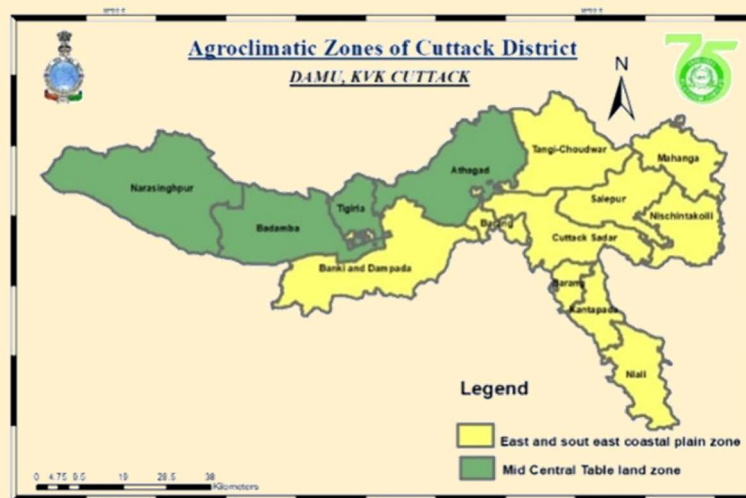 Agroclimatic Zones of Cuttack District
DAMU, KVK CUTTACK
N
75
Tangi-Choudwar
Mahanga
Athagad
Narasinghpur
Salepur
Tigiria
Nischintakoili
Badamba
Cuttack Sadar
Banki and Dampada
Barang
Kantapada
Niali
Legend
East and sout east coastal plain zone
Mid Central Table land zone
0 4.75 9.5 19 28.5 38
Kilometers